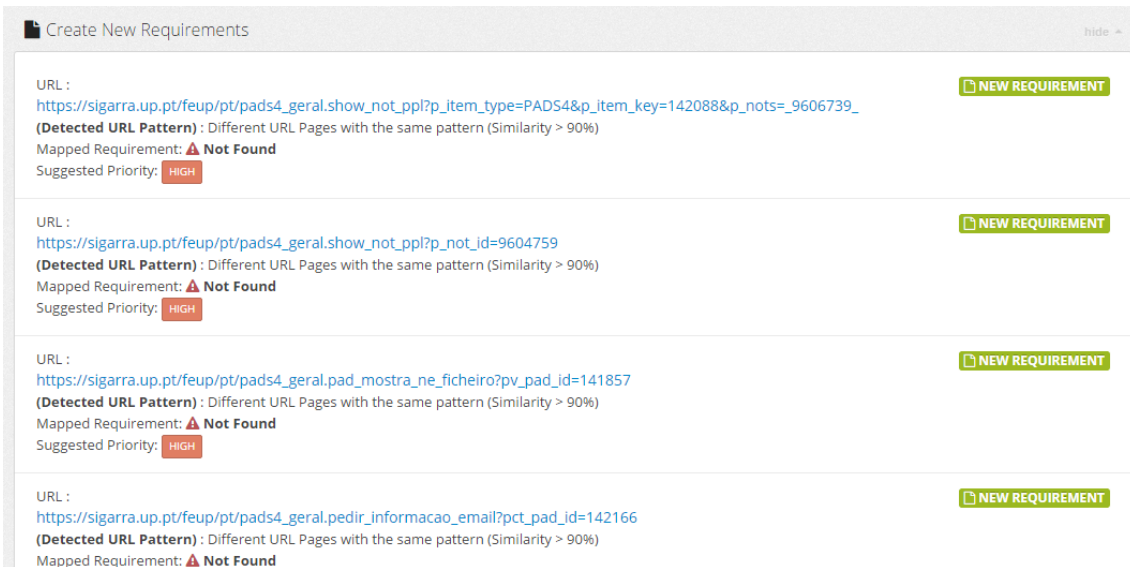 Create New Requirements
hide
URL :
NEW REQUIREMENT
https://sigarra.up.pt/feup/pt/pads4_geral.show_not_ppl?p_item_type=PADS4&p_item_key=142088&p_nots=_9606739_
(Detected URL Pattern) : Different URL Pages with the same pattern (Similarity > 90%)
Mapped Requirement: Not Found
Suggested Priority: HIGH
URL :
NEW REQUIREMENT
https://sigarra.up.pt/feup/pt/pads4_geral.show_not_ppl?p_not_id=9604759
(Detected URL Pattern) : Different URL Pages with the same pattern (Similarity > 90%)
Mapped Requirement: Not Found
Suggested Priority: HIGH
URL :
NEW REQUIREMENT
https://sigarra.up.pt/feup/pt/pads4_geral.pad_mostra_ne_ficheiro?pv_pad_id=141857
(Detected URL Pattern) : Different URL Pages with the same pattern (Similarity > 90%)
Mapped Requirement: Not Found
Suggested Priority: HIGH
URL :
NEW REQUIREMENT
https://sigarra.up.pt/feup/pt/pads4_geral.pedir_informacao_email?pct_pad_id=142166
(Detected URL Pattern) : Different URL Pages with the same pattern (Similarity > 90%)
Mapped Requirement: Not Found